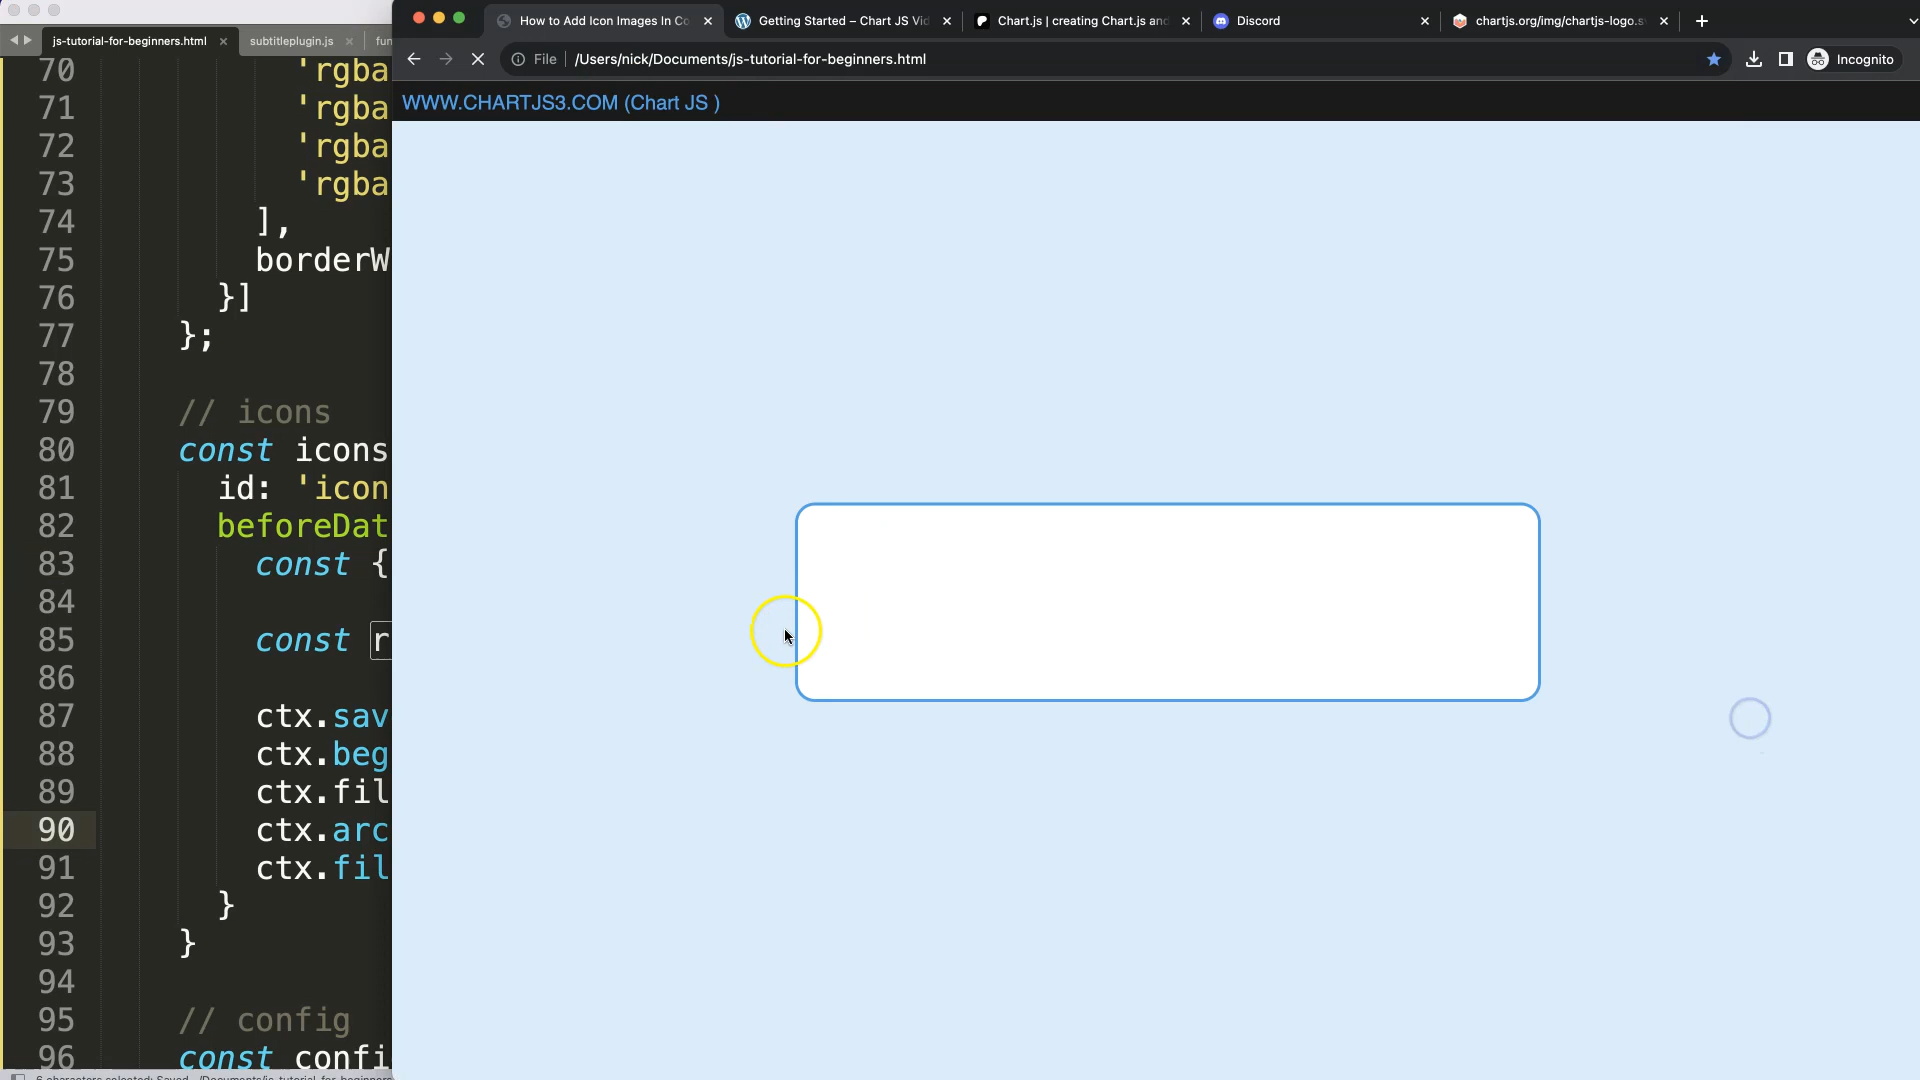 js-tutorial-for-beginners.html
subtitleplugin.js
fun
70 'rgba
71 'rgba
72 'rgba
73 'rgba
74 ],
75 borderW
76 }]
77 };
78
79 // icons
80 const icons
81 id: 'icon
82 beforeDat
83 const {
84
85 const r
86
87 ctx.sav
88 ctx.beg
89 ctx.fil
90 ctx.arc
91 ctx.fil
92 }
93 }
94
95 // config
96 const confi
How to Add Icon Images In Co
Getting Started – Chart JS Vid
Chart.js | creating Chart.js and
Discord
chartjs.org/img/chartjs-logo.s
File
/Users/nick/Documents/js-tutorial-for-beginners.html
Incognito
WWW.CHARTJS3.COM (Chart JS )